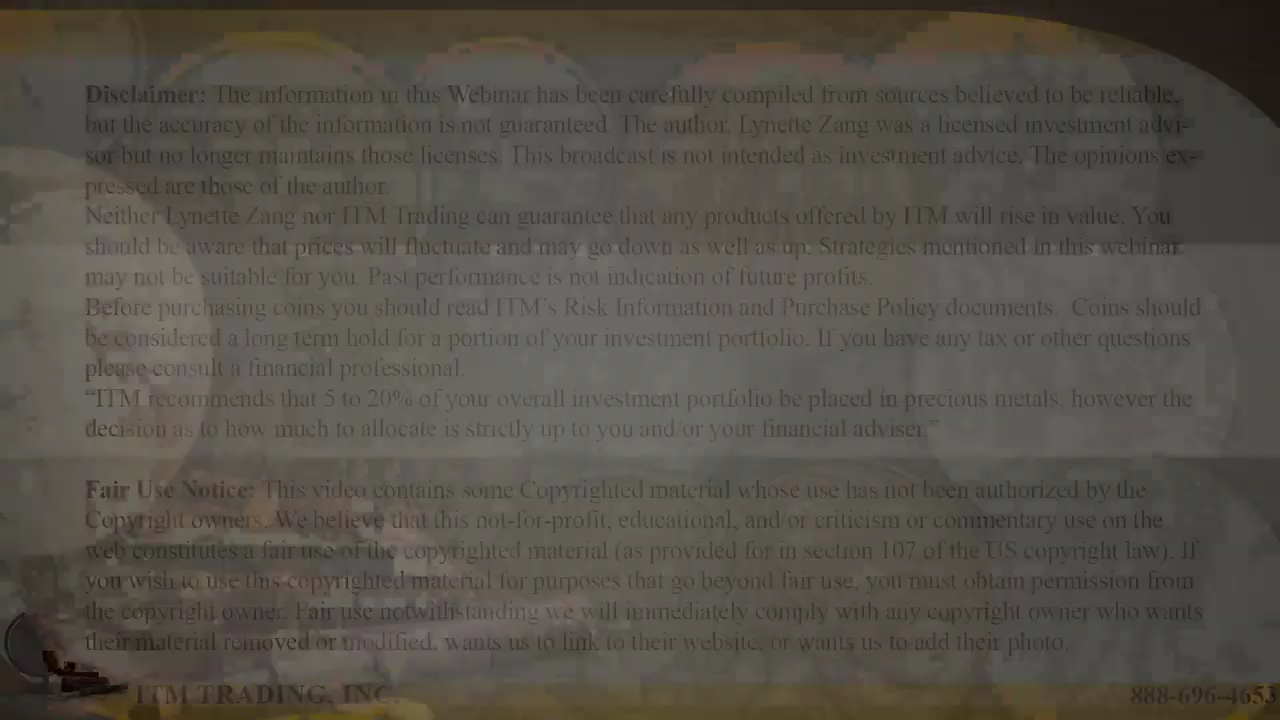 Disclaimer: The information in this Webinar has been carefully compiled from sources believed to be reliable,
but the accuracy of the information is not guaranteed. The author, Lynette Zang was a licensed investment advi-
sor but no longer maintains those licenses. This broadcast is not intended as investment advice. The opinions ex-
pressed are those of the author.
Neither Lynette Zang nor ITM Trading can guarantee that any products offered by ITM will rise in value. You
should be aware that prices will fluctuate and may go down as well as up. Strategies mentioned in this webinar
may not be suitable for you. Past performance is not indication of future profits.
Before purchasing coins you should read ITM's Risk Information and Purchase Policy documents. Coins should
be considered a long term hold for a portion of your investment portfolio. If you have any tax or other questions
please consult a financial professional.
"ITM recommends that 5 to 20% of your overall investment portfolio be placed in precious metals, however the
decision as to how much to allocate is strictly up to you and/or your financial adviser."
Fair Use Notice: This video contains some Copyrighted material whose use has not been authorized by the
Copyright owners. We believe that this not-for-profit, educational, and/or criticism or commentary use on the
web constitutes a fair use of the copyrighted material (as provided for in section 107 of the US copyright law). If
you wish to use this copyrighted material for purposes that go beyond fair use, you must obtain permission from
the copyright owner. Fair use notwithstanding we will immediately comply with any copyright owner who wants
their material removed or modified, wants us to link to their website, or wants us to add their photo.
ITM TRADING, INC. 888-696-4653